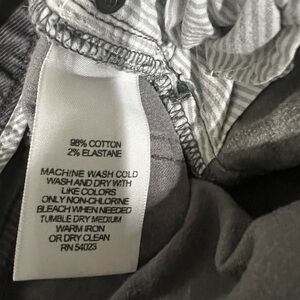 98% COTTON
2% ELASTANE
MACHINE WASH COLD
WASH AND DRY WITH
LIKE COLORS
ONLY NON-CHLORINE
BLEACH WHEN NEEDED
TUMBLE DRY MEDIUM
WARM IRON
OR DRY CLEAN
RN 54023